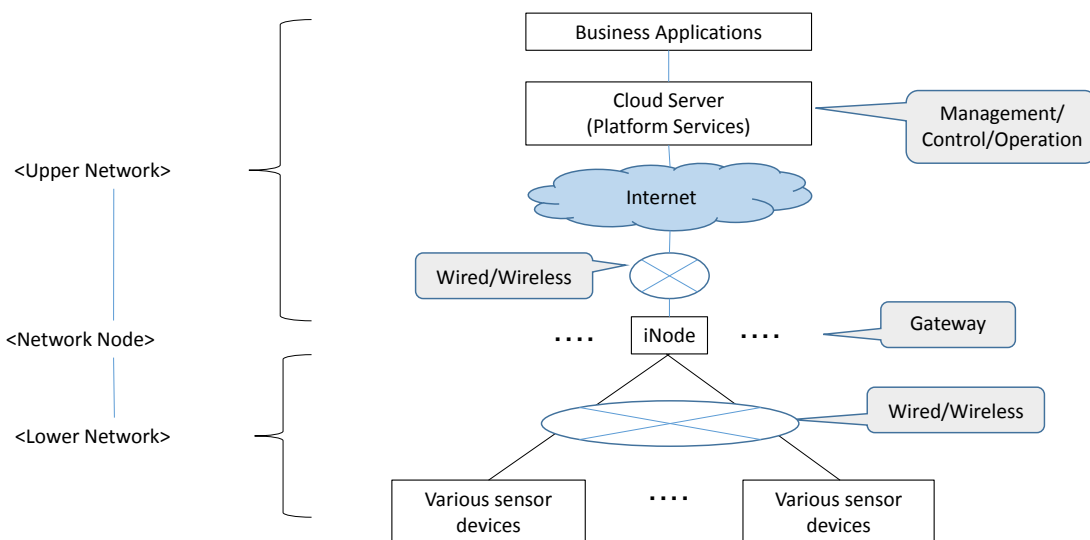 Business Applications
Cloud Server
(Platform Services)
Management/
Control/Operation
<Upper Network>
Internet
Wired/Wireless
<Network Node>
....
iNode
....
Gateway
Wired/Wireless
<Lower Network>
Various sensor
devices
....
Various sensor
devices